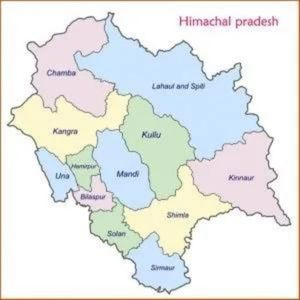 Himachal pradesh
Chamba
Lahaul and Spiti
Kangra
Kullu
Hamirpur
Una
Mandi
Kinnaur
Bilaspur
Shimla
Solan
Sirmaur